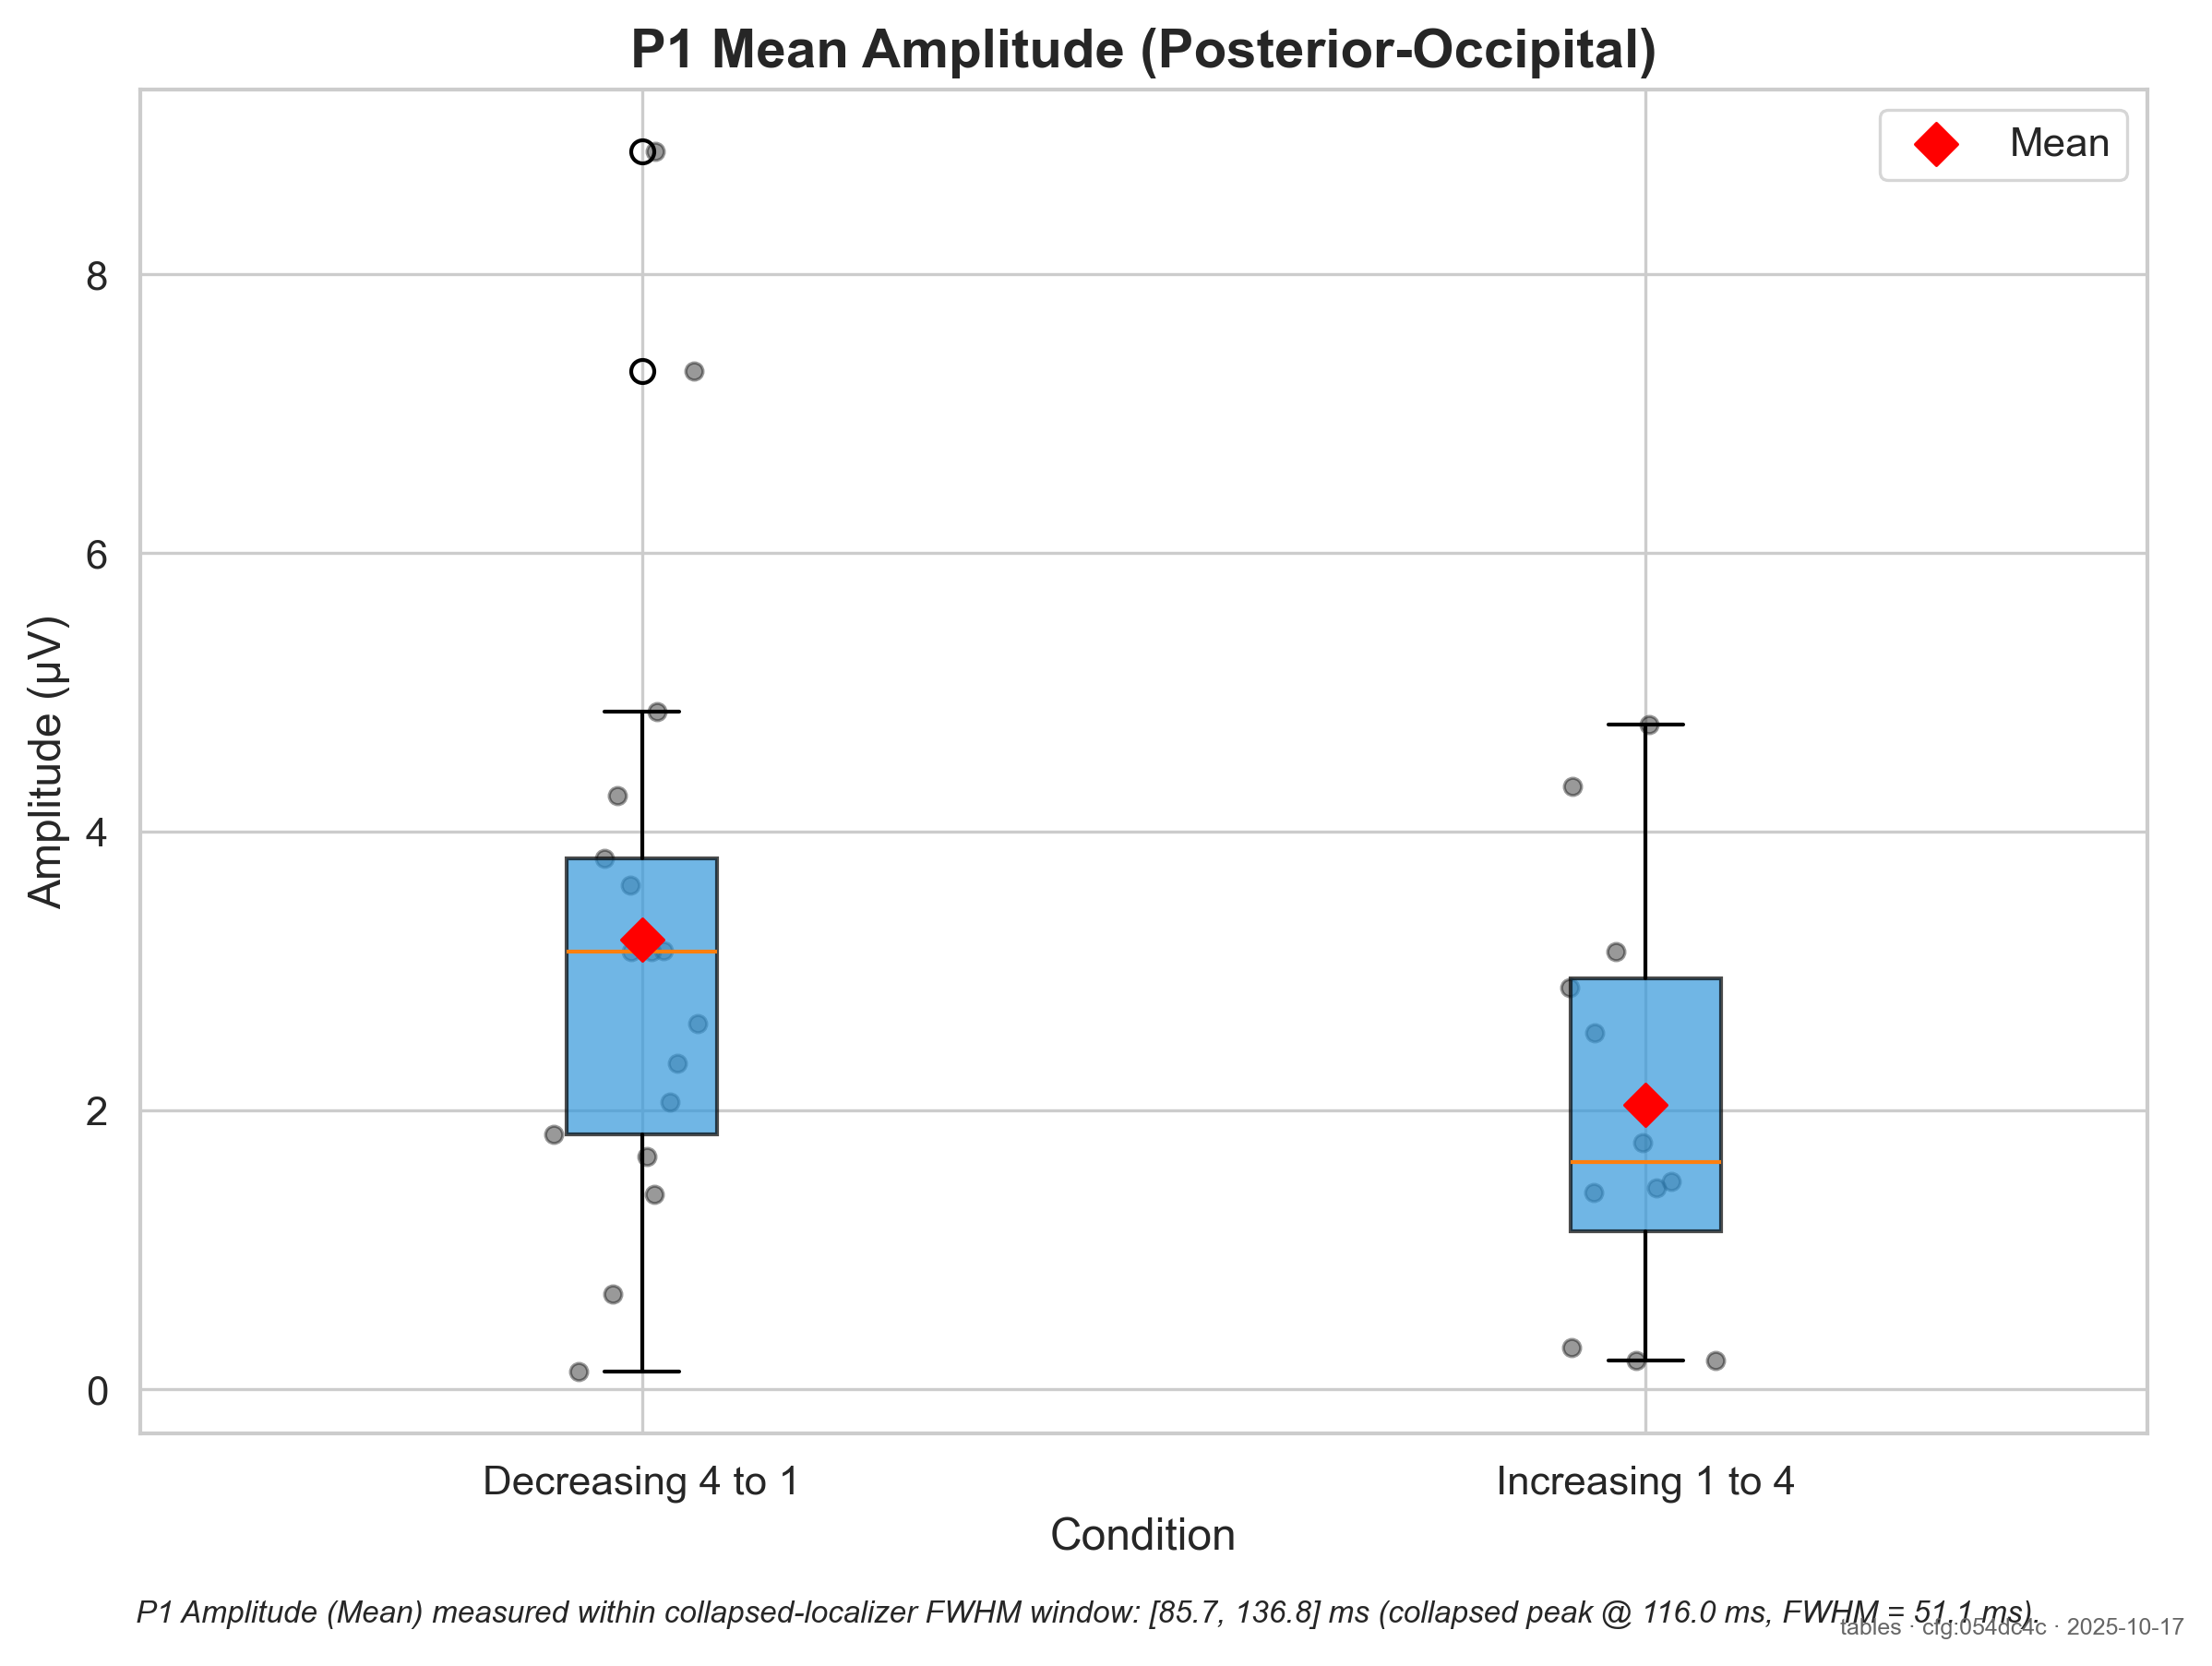 P1 Mean Amplitude (Posterior-Occipital)
Mean
8
6
4
2
0
Amplitude (μV)
Decreasing 4 to 1
Increasing 1 to 4
Condition
P1 Amplitude (Mean) measured within collapsed-localizer FWHM window: [85.7, 136.8] ms (collapsed peak @ 116.0 ms, FWHM = 51.1 ms).
tables · cfg:054dc4c · 2025-10-17